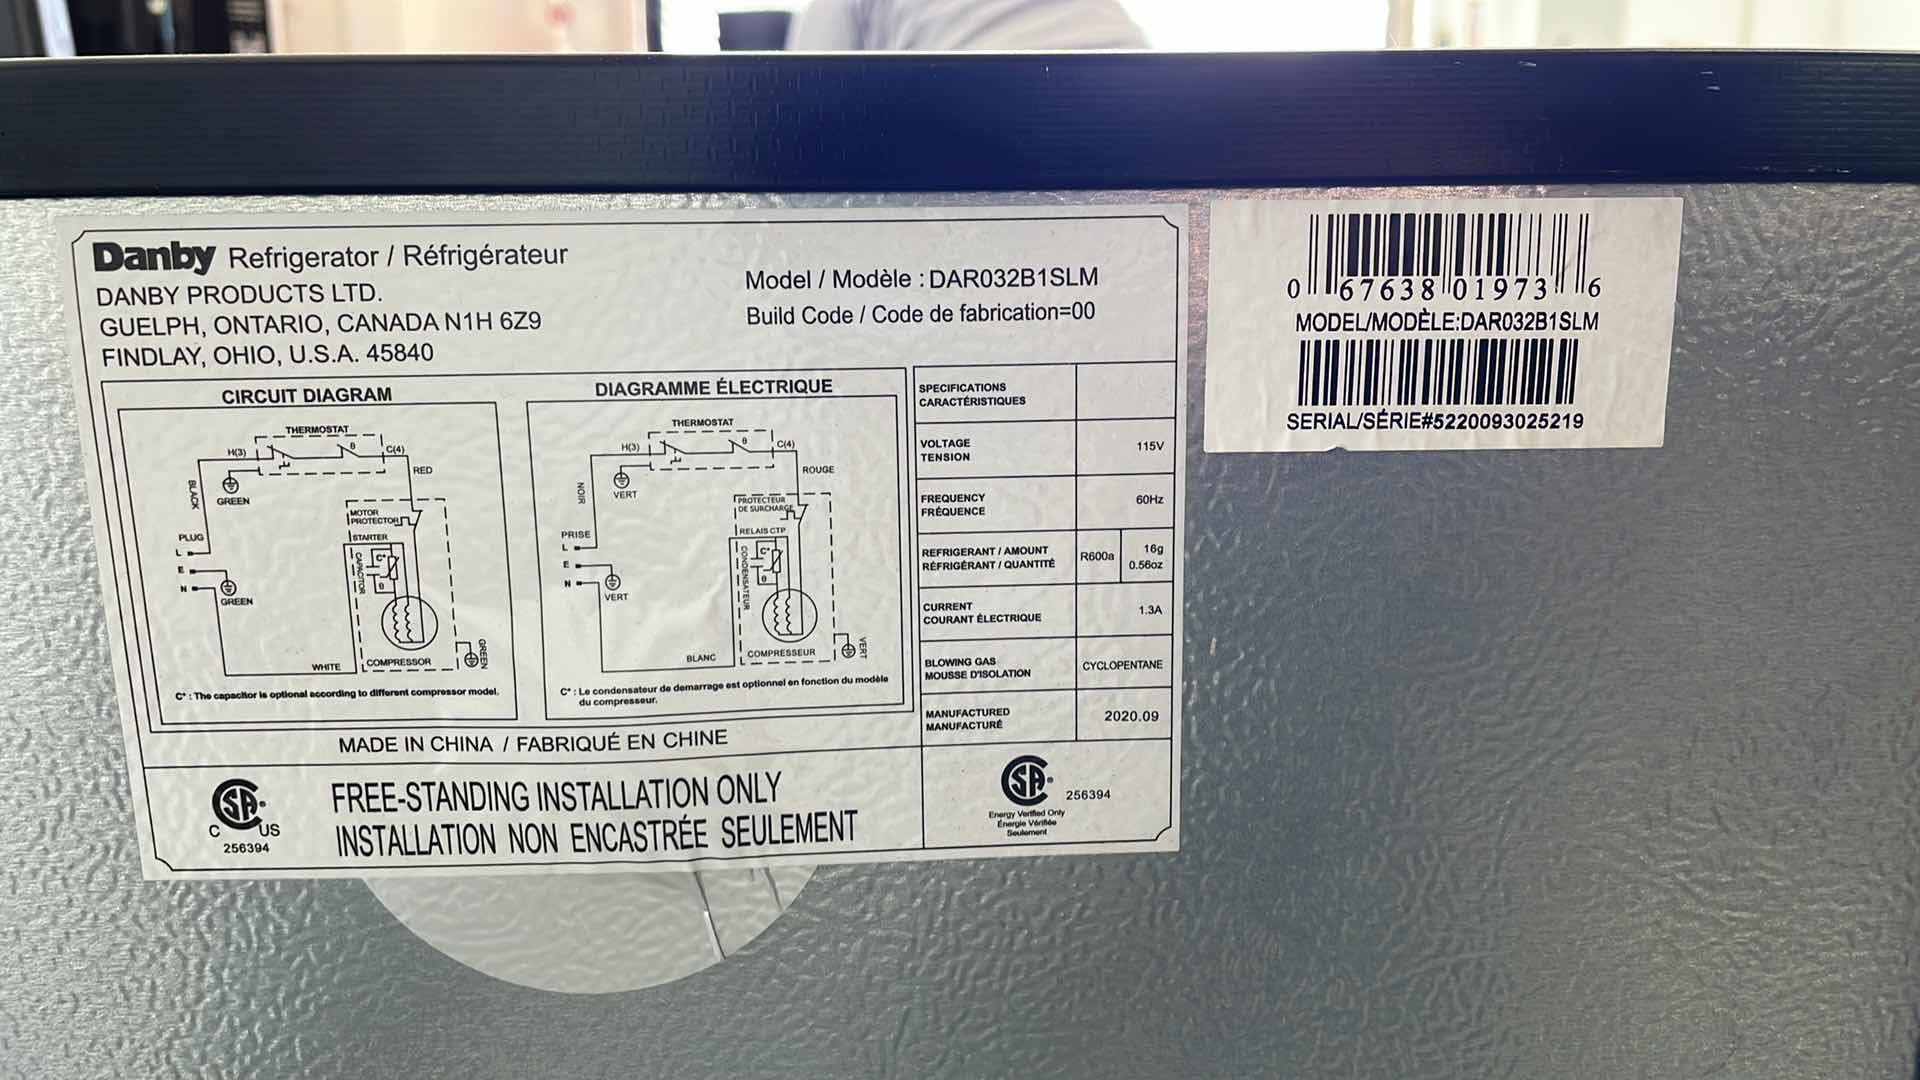 Danby Refrigerator / Réfrigérateur
DANBY PRODUCTS LTD.
GUELPH, ONTARIO, CANADA N1H 6Z9
FINDLAY, OHIO, U.S.A. 45840
Model / Modèle : DAR032B1SLM
Build Code / Code de fabrication=00
CIRCUIT DIAGRAM
THERMOSTAT
H(3)
θ
C(4)
RED
BLACK
GREEN
MOTOR
PROTECTOR
PLUG
STARTER
L
E
N
CAPACITOR
C*
θ
GREEN
GREEN
WHITE
COMPRESSOR
C* : The capacitor is optional according to different compressor model.
DIAGRAMME ÉLECTRIQUE
THERMOSTAT
H(3)
θ
C(4)
ROUGE
NOIR
VERT
PROTECTEUR
DE SURCHARGE
PRISE
RELAIS CTP
L
E
N
CONDENSATEUR
C*
θ
VERT
VERT
BLANC
COMPRESSEUR
C* : Le condensateur de demarrage est optionnel en fonction du modèle
du compresseur.
SPECIFICATIONS
CARACTÉRISTIQUES
VOLTAGE
TENSION
115V
FREQUENCY
FRÉQUENCE
60Hz
REFRIGERANT / AMOUNT
RÉFRIGÉRANT / QUANTITÉ
R600a
16g
0.56oz
CURRENT
COURANT ÉLECTRIQUE
1.3A
BLOWING GAS
MOUSSE D'ISOLATION
CYCLOPENTANE
MANUFACTURED
MANUFACTURÉ
2020.09
MADE IN CHINA / FABRIQUÉ EN CHINE
C SA US
256394
FREE-STANDING INSTALLATION ONLY
INSTALLATION NON ENCASTRÉE SEULEMENT
SA
256394
Energy Verified Only
Énergie Vérifiée
Seulement
0 67638 01973 6
MODEL/MODÈLE:DAR032B1SLM
SERIAL/SÉRIE#5220093025219